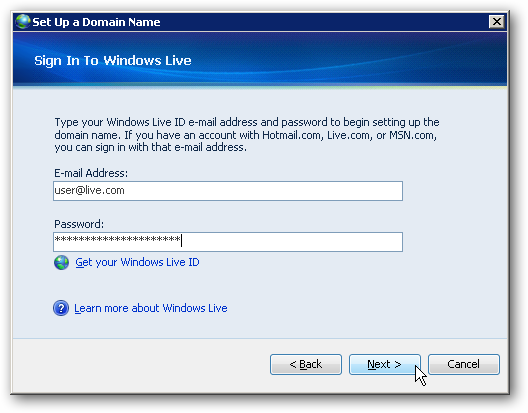 Set Up a Domain Name
Sign In To Windows Live
Type your Windows Live ID e-mail address and password to begin setting up the
domain name. If you have an account with Hotmail.com, Live.com, or MSN.com,
you can sign in with that e-mail address.
E-mail Address:
user@live.com
Password:
*********************
Get your Windows Live ID
? Learn more about Windows Live
< Back Next > Cancel